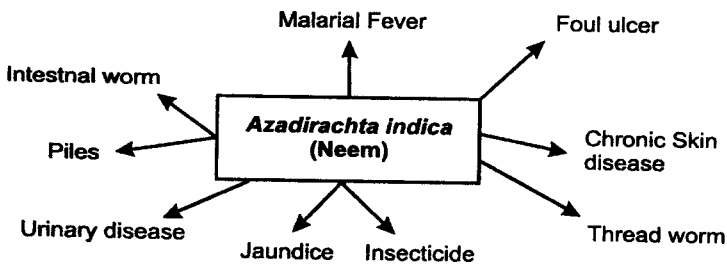 Malarial Fever
Foul ulcer
Intestnal worm
Azadirachta indica
(Neem)
Chronic Skin
disease
Piles
Urinary disease
Thread worm
Jaundice
Insecticide